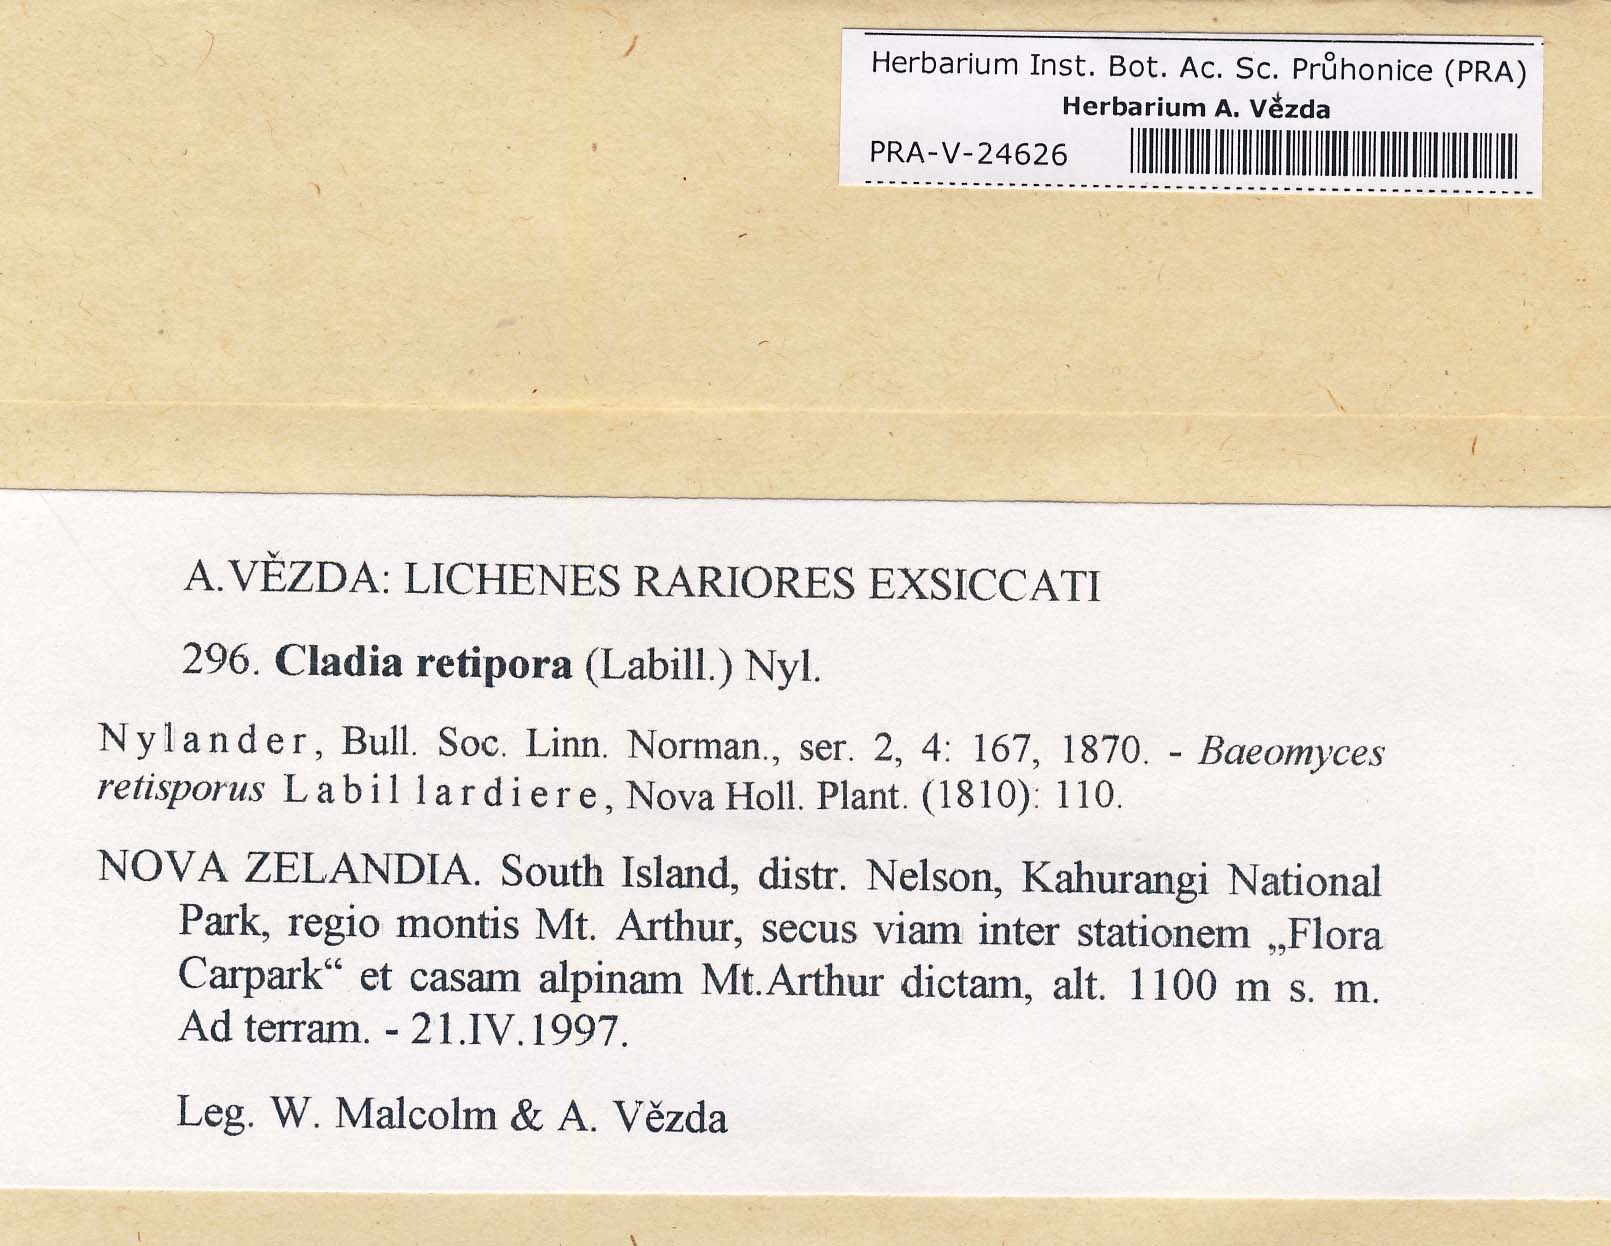 Herbarium Inst. Bot. Ac. Sc. Průhonice (PRA)
Herbarium A. Vězda
PRA-V-24626
A.VĚZDA: LICHENES RARIORES EXSICCATI
296. Cladia retipora (Labill.) Nyl.
Nylander, Bull. Soc. Linn. Norman., ser. 2, 4: 167, 1870. - Baeomyces
retisporus Labillardiere, Nova Holl. Plant. (1810): 110.
NOVA ZELANDIA. South Island, distr. Nelson, Kahurangi National
Park, regio montis Mt. Arthur, secus viam inter stationem „Flora
Carpark“ et casam alpinam Mt.Arthur dictam, alt. 1100 m s. m.
Ad terram. - 21.IV.1997.
Leg. W. Malcolm & A. Vězda